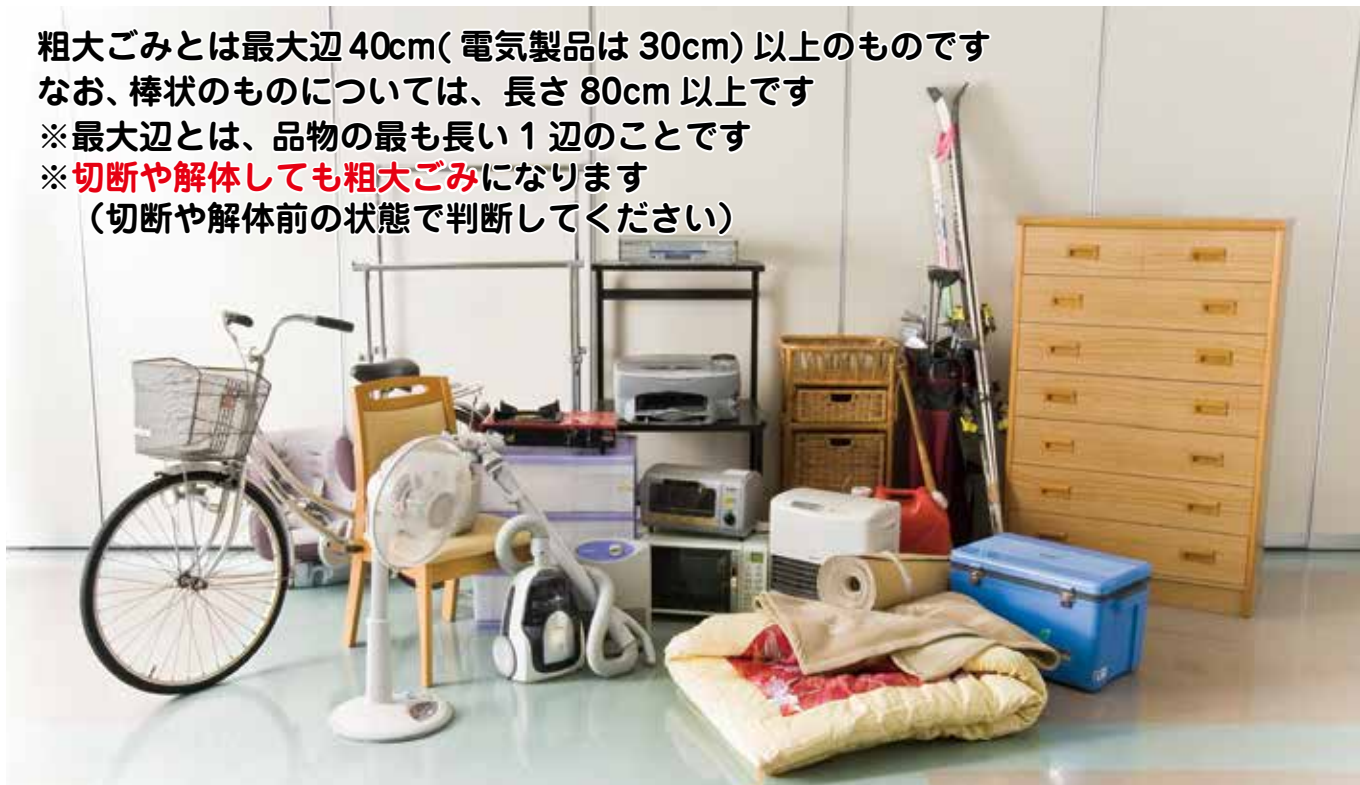 粗大ごみとは最大辺40cm(電気製品は30cm)以上のものです
なお、棒状のものについては、長さ80cm以上です
※最大辺とは、品物の最も長い1辺のことです
※切断や解体しても粗大ごみになります
（切断や解体前の状態で判断してください）